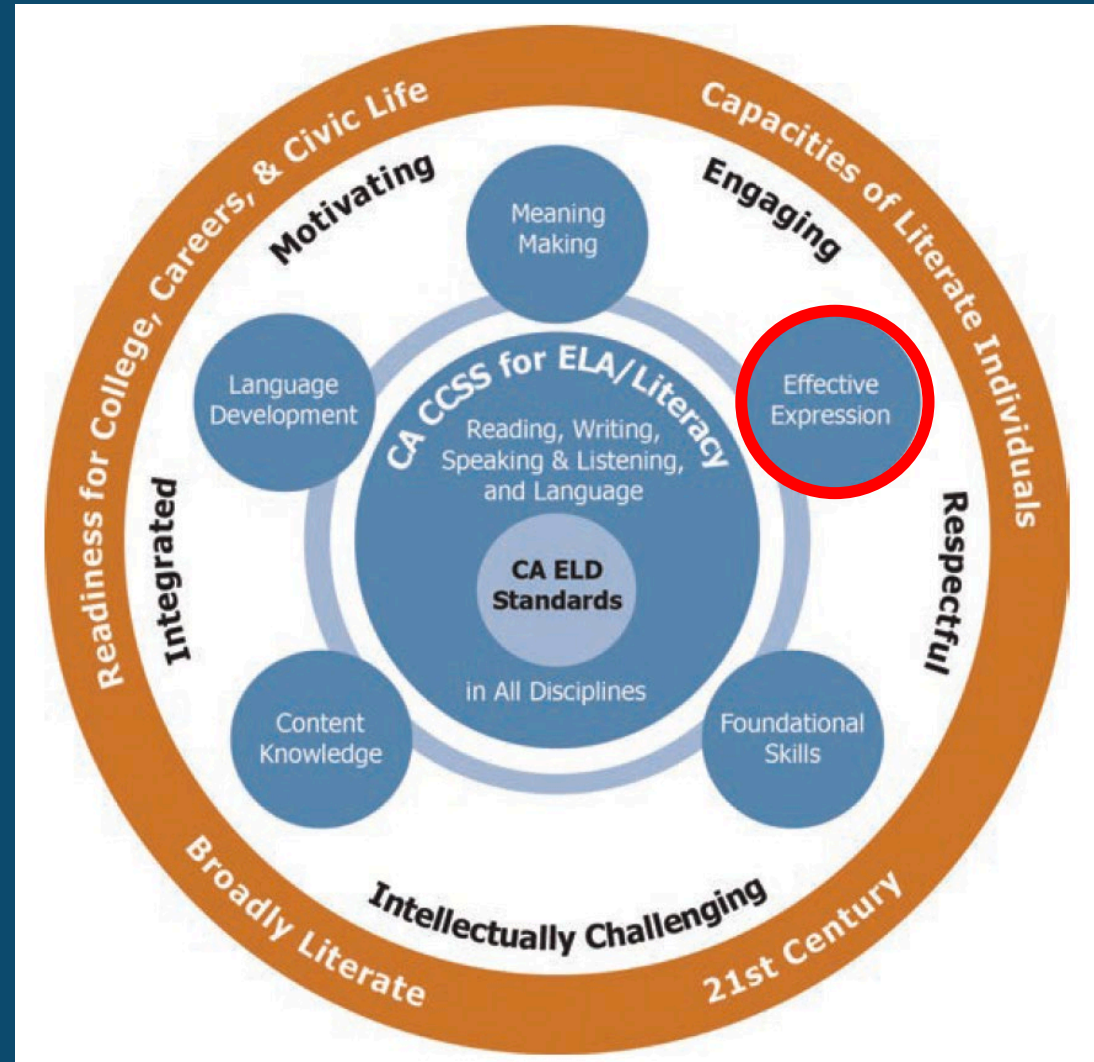 Readiness for College, Careers, & Civic Life
Capacities of Literate Individuals
Motivating
Engaging
Meaning
Making
Language
Development
Effective
Expression
CA CCSS for ELA/Literacy
Reading, Writing,
Speaking & Listening,
and Language
CA ELD
Standards
in All Disciplines
Integrated
Respectful
Content
Knowledge
Foundational
Skills
Intellectually Challenging
Broadly Literate
21st Century